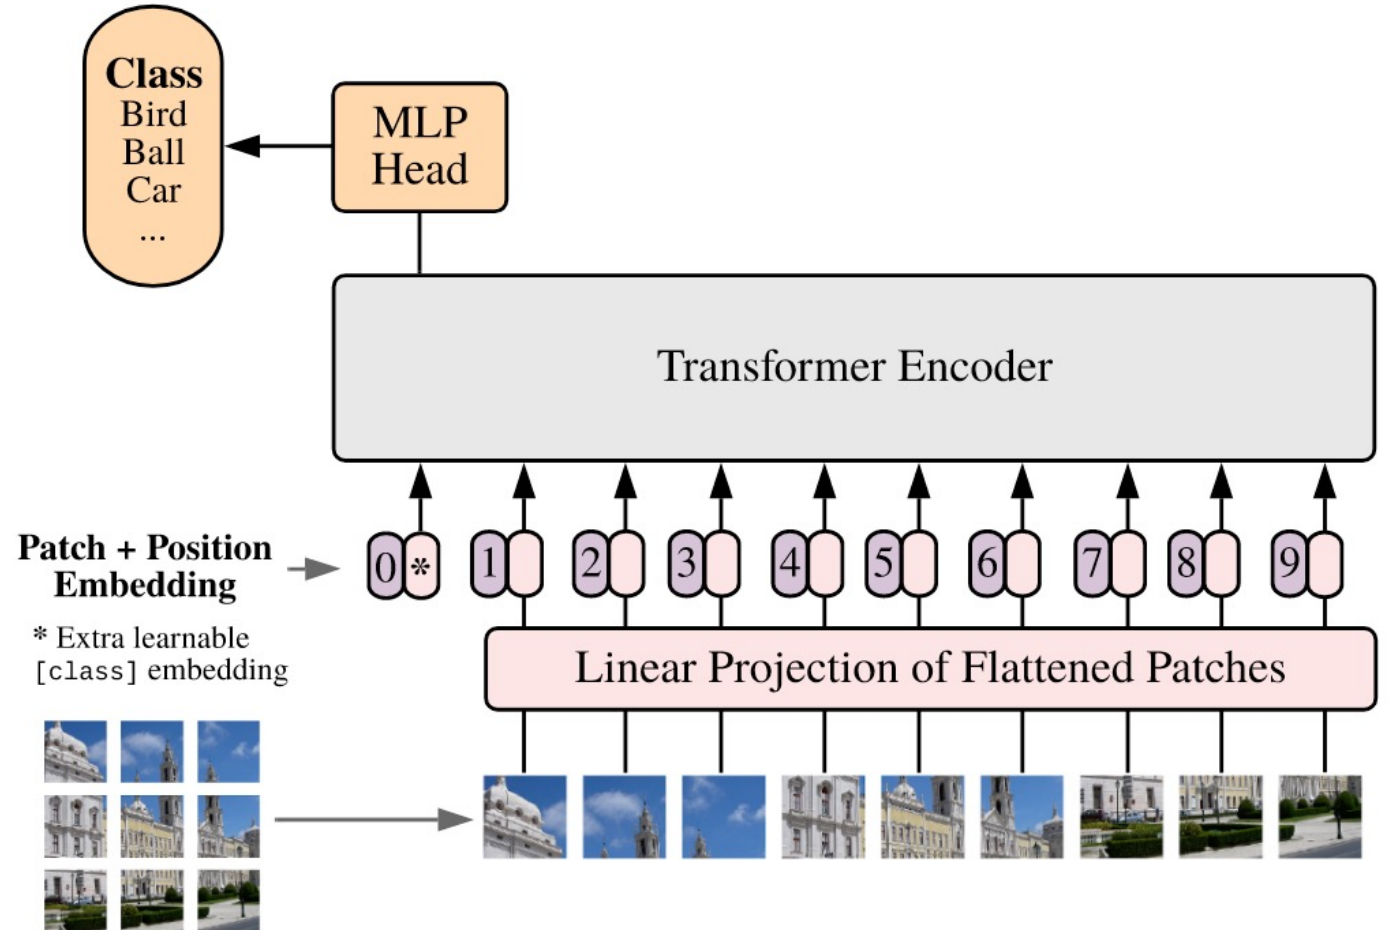 Class
Bird
Ball
Car
...
MLP
Head
Transformer Encoder
Patch + Position
Embedding
0 * 1 2 3 4 5 6 7 8 9
* Extra learnable
[class] embedding
Linear Projection of Flattened Patches